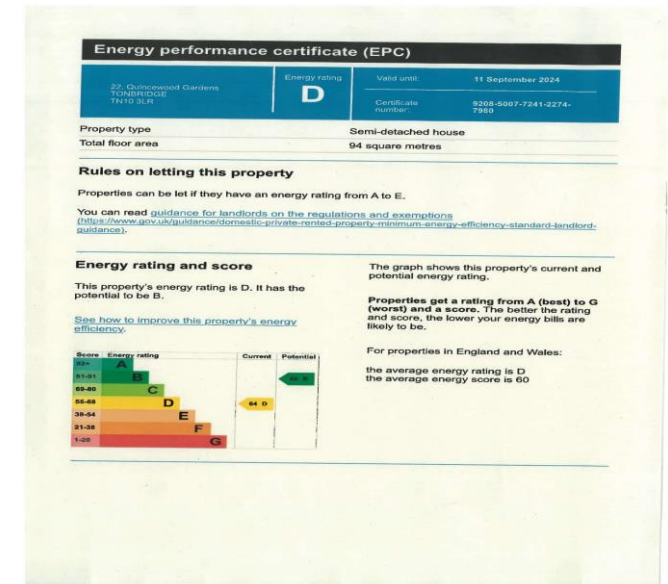 Energy performance certificate (EPC)
22, Quincewood Gardens
TONBRIDGE
TN10 3LR
Energy rating
D
Valid until:
11 September 2024
Certificate
number:
9208-5007-7241-2274-
7980
Property type
Semi-detached house
Total floor area
94 square metres
Rules on letting this property
Properties can be let if they have an energy rating from A to E.
You can read guidance for landlords on the regulations and exemptions
(https://www.gov.uk/guidance/domestic-private-rented-property-minimum-energy-efficiency-standard-landlord-
guidance).
Energy rating and score
This property's energy rating is D. It has the
potential to be B.
See how to improve this property's energy
efficiency.
Score Energy rating Current Potential
92+ A
81-91 B
69-80 C
55-68 D 64 D
39-54 E
21-38 F
1-20 G
The graph shows this property's current and
potential energy rating.
Properties get a rating from A (best) to G
(worst) and a score. The better the rating
and score, the lower your energy bills are
likely to be.
For properties in England and Wales:
the average energy rating is D
the average energy score is 60